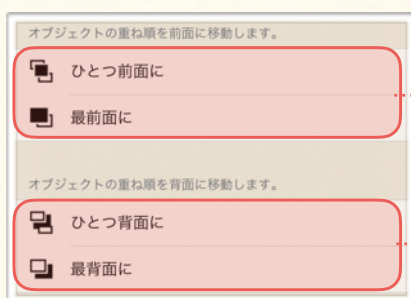 オブジェクトの重ね順を前面に移動します。
ひとつ前面に
最前面に
オブジェクトの重ね順を背面に移動します。
ひとつ背面に
最背面に